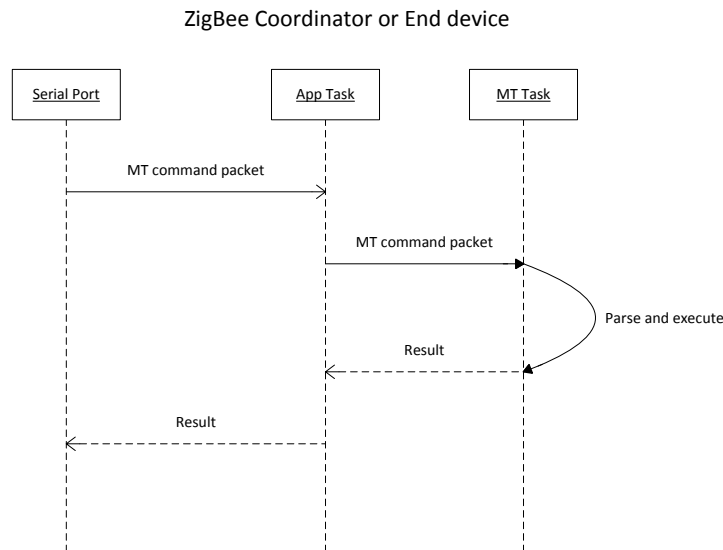 ZigBee Coordinator or End device
Serial Port
App Task
MT Task
MT command packet
MT command packet
Parse and execute
Result
Result